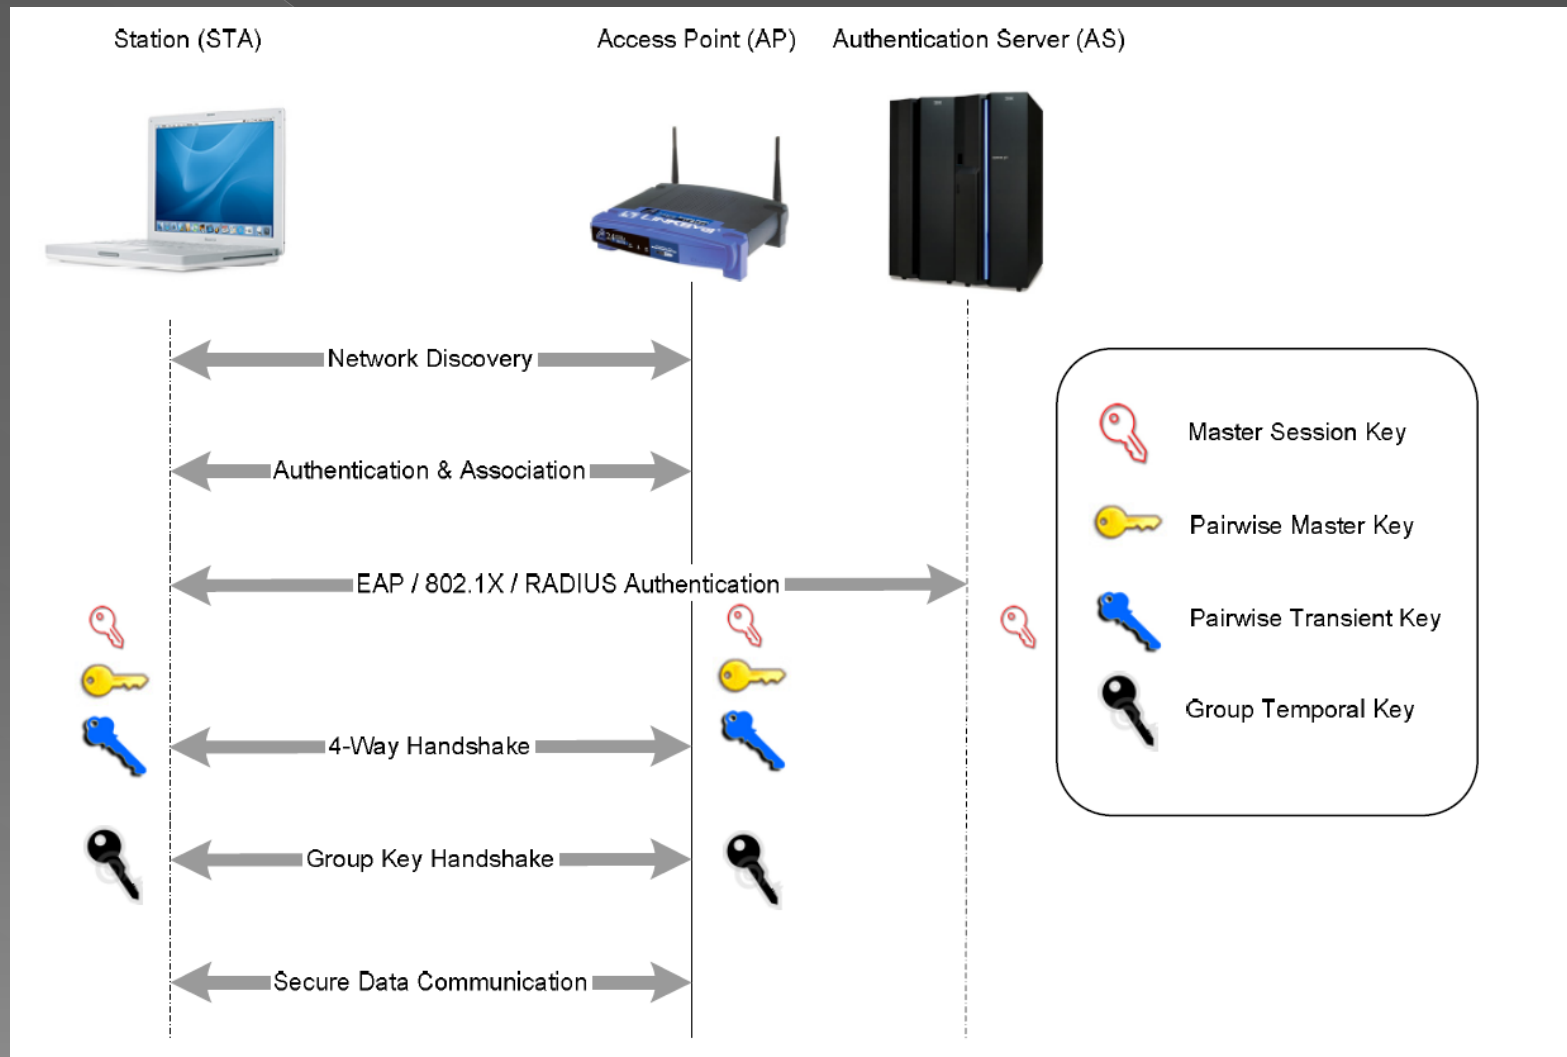 Station (STA)
Access Point (AP)
Authentication Server (AS)
LINKSYS
Network Discovery
Authentication & Association
EAP / 802.1X / RADIUS Authentication
4-Way Handshake
Group Key Handshake
Secure Data Communication
Master Session Key
Pairwise Master Key
Pairwise Transient Key
Group Temporal Key